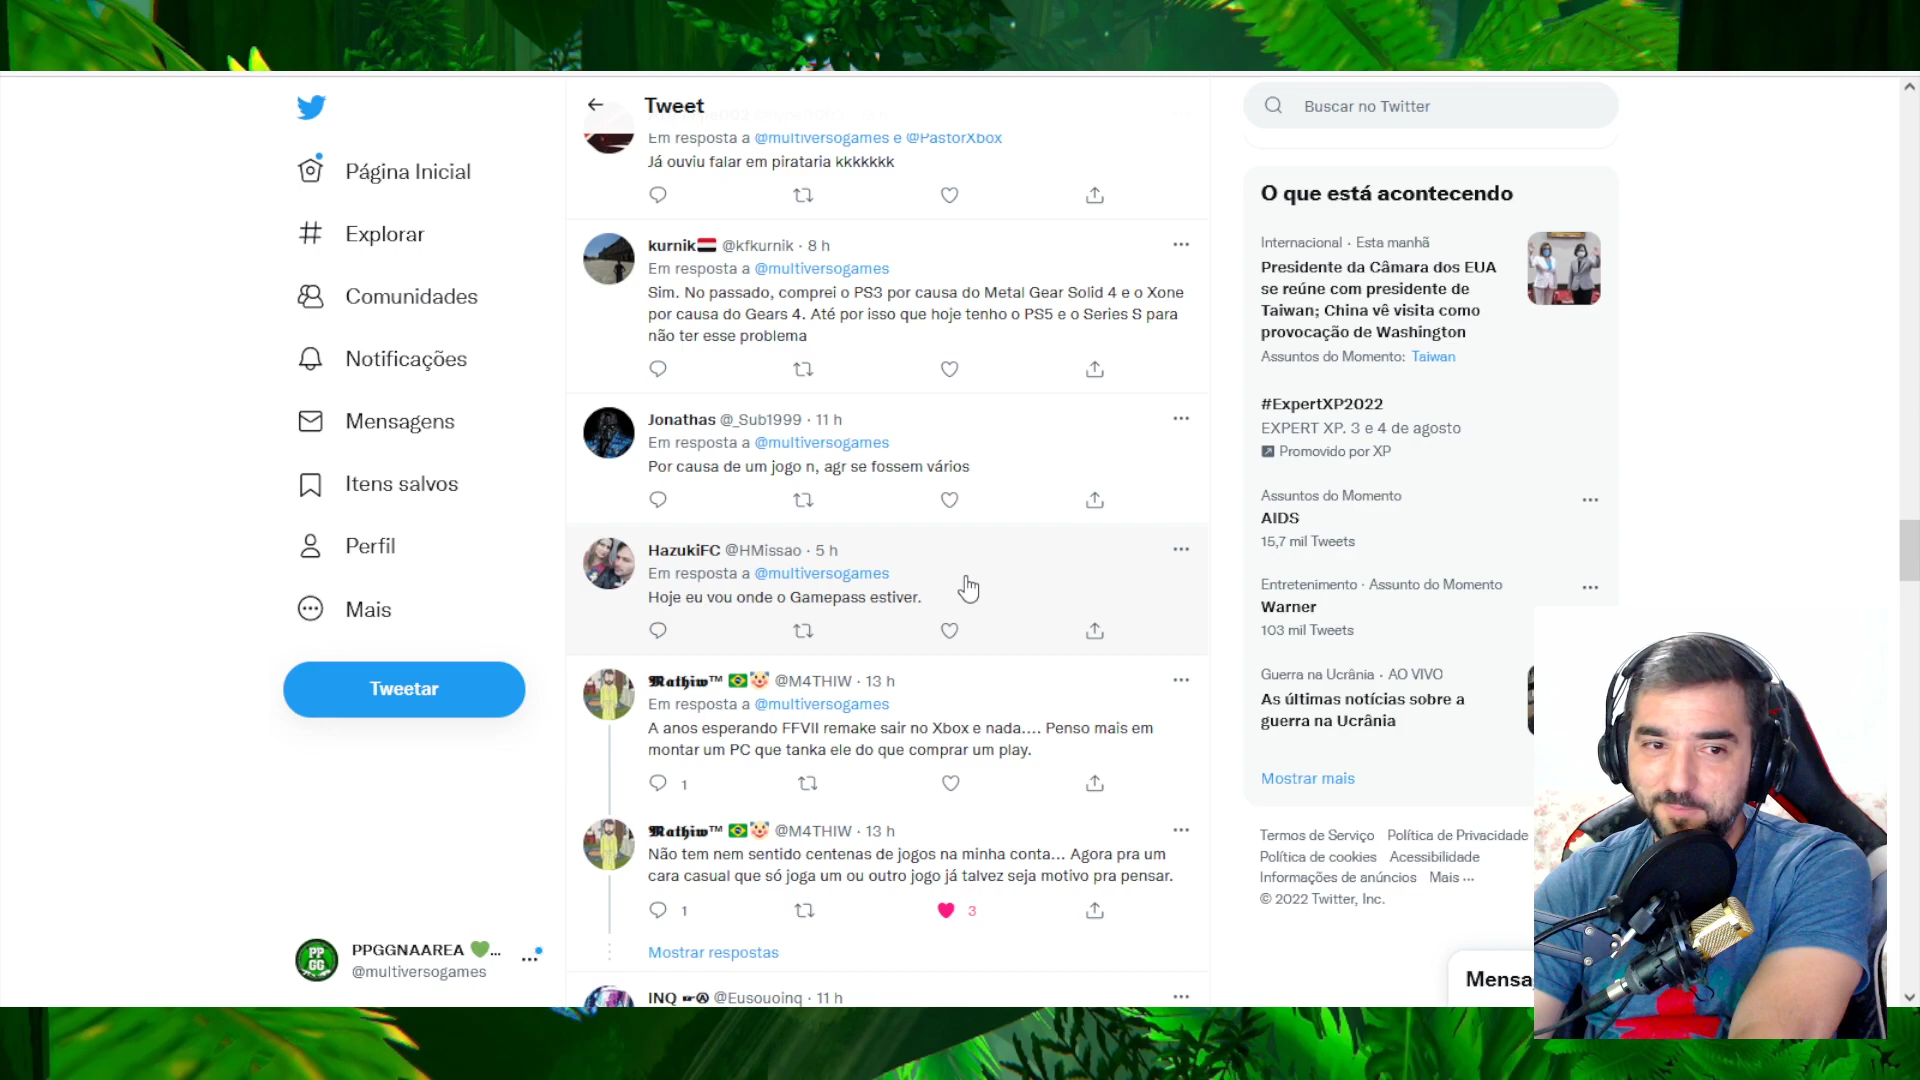 Página Inicial
Explorar
Comunidades
Notificações
Mensagens
Itens salvos
Perfil
Mais
Tweetar
PPGGNAAREA 💚...
@multiversogames
PP
GG
Tweet
Em resposta a @multiversogames e @PastorXbox
Já ouviu falar em pirataria kkkkkkk
kurnik @kfkurnik · 8 h
Em resposta a @multiversogames
Sim. No passado, comprei o PS3 por causa do Metal Gear Solid 4 e o Xone
por causa do Gears 4. Até por isso que hoje tenho o PS5 e o Series S para
não ter esse problema
Jonathas @_Sub1999 · 11 h
Em resposta a @multiversogames
Por causa de um jogo n, agr se fossem vários
HazukiFC @HMissao · 5 h
Em resposta a @multiversogames
Hoje eu vou onde o Gamepass estiver.
𝕸𝖆𝖙𝖍𝖎𝖜™ 🇧🇷🤡 @M4THIW · 13 h
Em resposta a @multiversogames
A anos esperando FFVII remake sair no Xbox e nada.... Penso mais em
montar um PC que tanka ele do que comprar um play.
1
𝕸𝖆𝖙𝖍𝖎𝖜™ 🇧🇷🤡 @M4THIW · 13 h
Não tem nem sentido centenas de jogos na minha conta... Agora pra um
cara casual que só joga um ou outro jogo já talvez seja motivo pra pensar.
1 3
Mostrar respostas
INQ @Eusouoinq · 11 h
Buscar no Twitter
O que está acontecendo
Internacional · Esta manhã
Presidente da Câmara dos EUA
se reúne com presidente de
Taiwan; China vê visita como
provocação de Washington
Assuntos do Momento: Taiwan
#ExpertXP2022
EXPERT XP. 3 e 4 de agosto
Promovido por XP
Assuntos do Momento
AIDS
15,7 mil Tweets
Entretenimento · Assunto do Momento
Warner
103 mil Tweets
Guerra na Ucrânia · AO VIVO
As últimas notícias sobre a
guerra na Ucrânia
Mostrar mais
Termos de Serviço Política de Privacidade
Política de cookies Acessibilidade
Informações de anúncios Mais ...
© 2022 Twitter, Inc.
Mensa